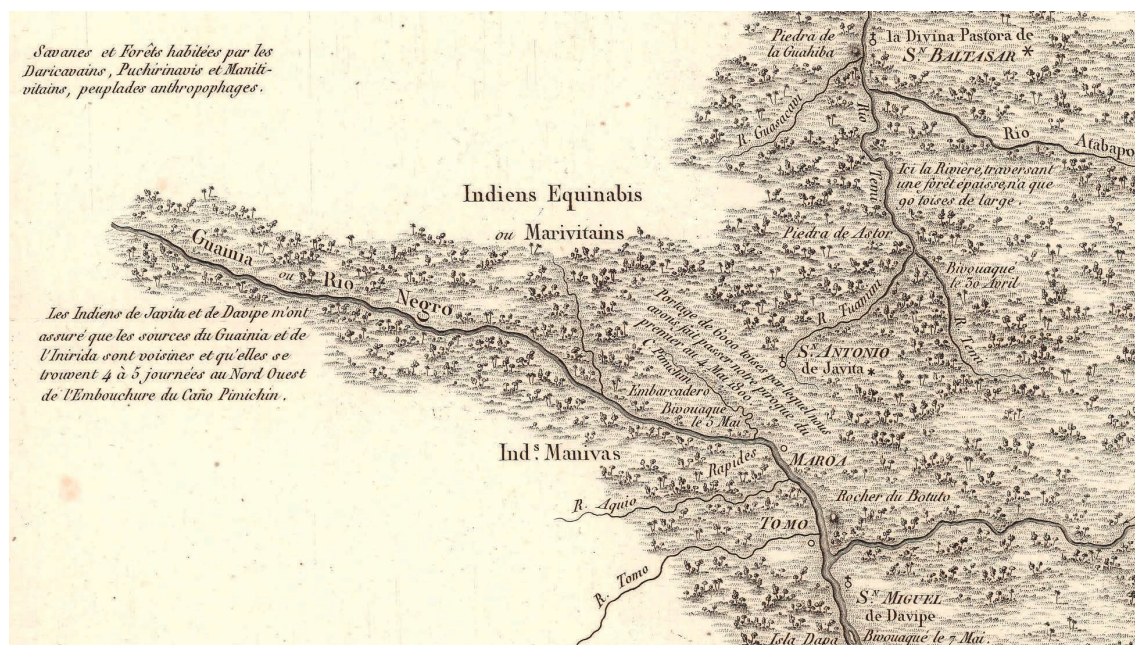 Savanes et Forêts habitées par les
Daricavains, Puchirinavis et Maniti-
vitains, peuplades anthropophages.
Piedra de
la Guahiba
la Divina Pastora de
S.N BALTASAR *
R. Guasacavi
Rio Temi
Rio Atabapo
Ici la Riviere, traversant
une forêt épaisse, n'a que
90 toises de large
Indiens Equinabis
ou Marivitains
Piedra de Astor
Bivouaque
le 30 Avril
Guainia ou Rio Negro
R. Tuamini
R. Temi
S.N ANTONIO
de Javita *
Les Indiens de Javita et de Davipe m'ont
assuré que les sources du Guainia et de
l'Inirida sont voisines et qu'elles se
trouvent 4 à 5 journées au Nord Ouest
de l'Embouchure du Caño Pimichin.
Portage de 8000 toises par lequel nous
avons fait passer notre pirogue du
premier au 4 Mai 1800
C. Pimichin
Embarcadero
Bivouaque
le 5 Mai
Ind.s Manivas
Rapides
MAROA
R. Aquio
Rocher du Botuto
TOMO
R. Tomo
S.N MIGUEL
de Davipe
Isla Dapa
Bivouaque le 7 Mai.